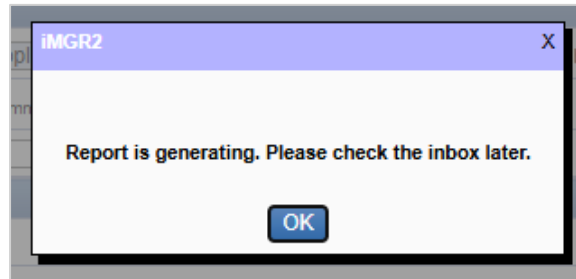 iMGR2 X
Report is generating. Please check the inbox later.
OK